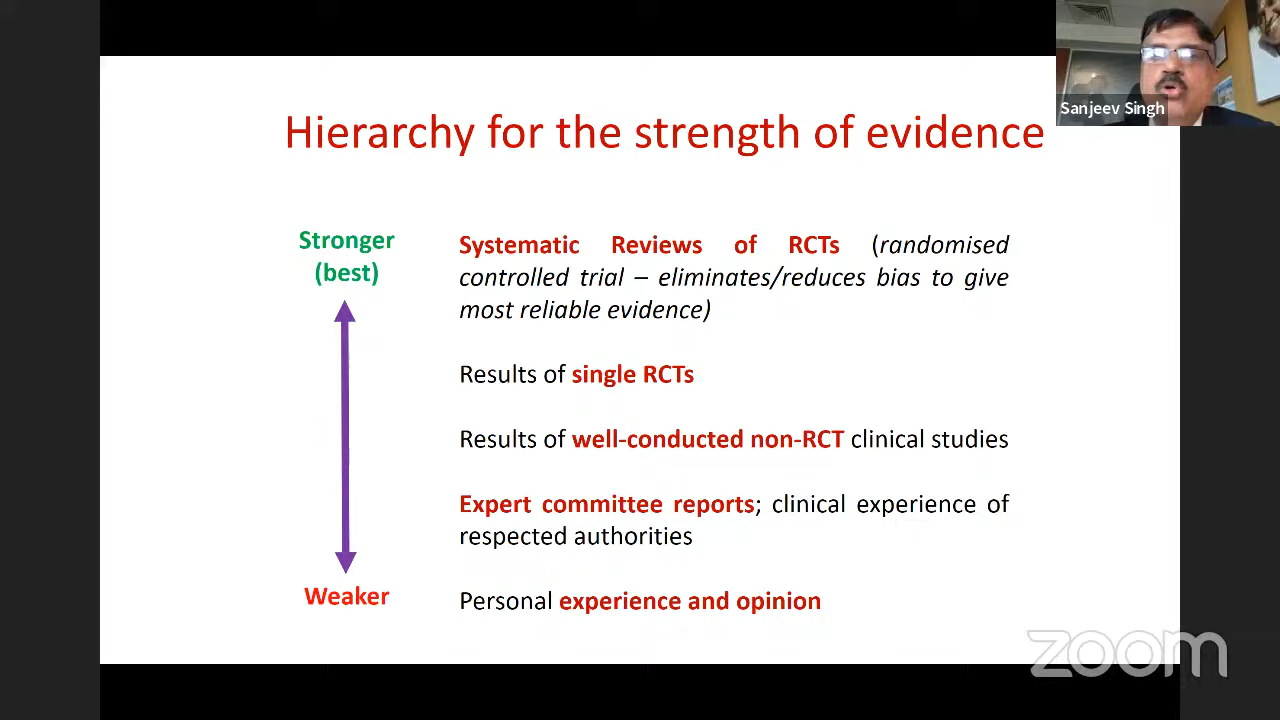 Sanjeev Singh
Hierarchy for the strength of evidence
Stronger
(best)
Systematic Reviews of RCTs (randomised
controlled trial – eliminates/reduces bias to give
most reliable evidence)
Results of single RCTs
Results of well-conducted non-RCT clinical studies
Expert committee reports; clinical experience of
respected authorities
Weaker
Personal experience and opinion
zoom